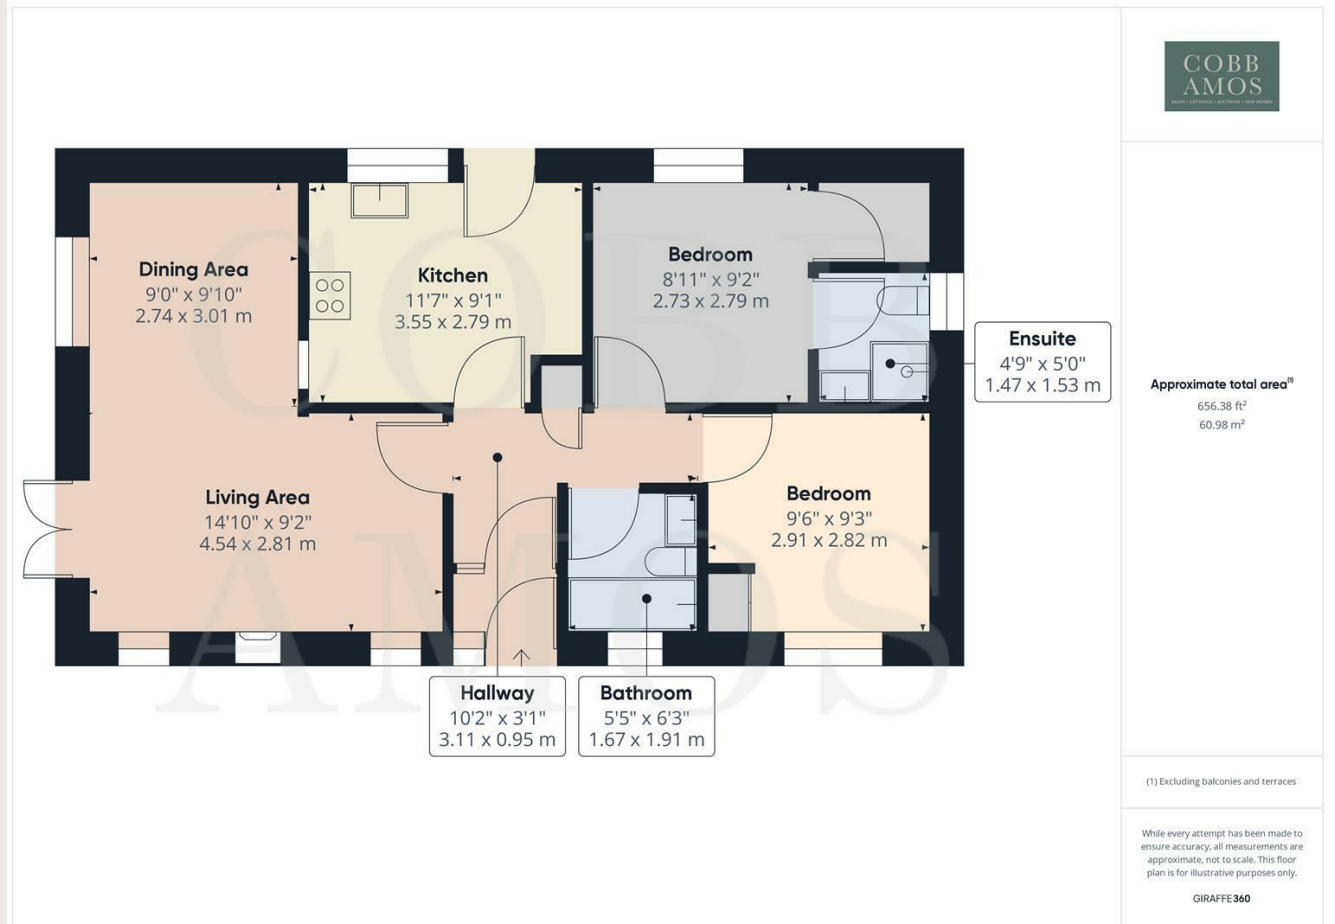 COBB
AMOS
SALES | LETTINGS | AUCTIONS | NEW HOMES
Dining Area
9'0" x 9'10"
2.74 x 3.01 m
Kitchen
11'7" x 9'1"
3.55 x 2.79 m
Bedroom
8'11" x 9'2"
2.73 x 2.79 m
Ensuite
4'9" x 5'0"
1.47 x 1.53 m
Living Area
14'10" x 9'2"
4.54 x 2.81 m
Bedroom
9'6" x 9'3"
2.91 x 2.82 m
Hallway
10'2" x 3'1"
3.11 x 0.95 m
Bathroom
5'5" x 6'3"
1.67 x 1.91 m
COBB
AMOS
Approximate total area⁽¹⁾
656.38 ft²
60.98 m²
(1) Excluding balconies and terraces
While every attempt has been made to
ensure accuracy, all measurements are
approximate, not to scale. This floor
plan is for illustrative purposes only.
GIRAFFE360